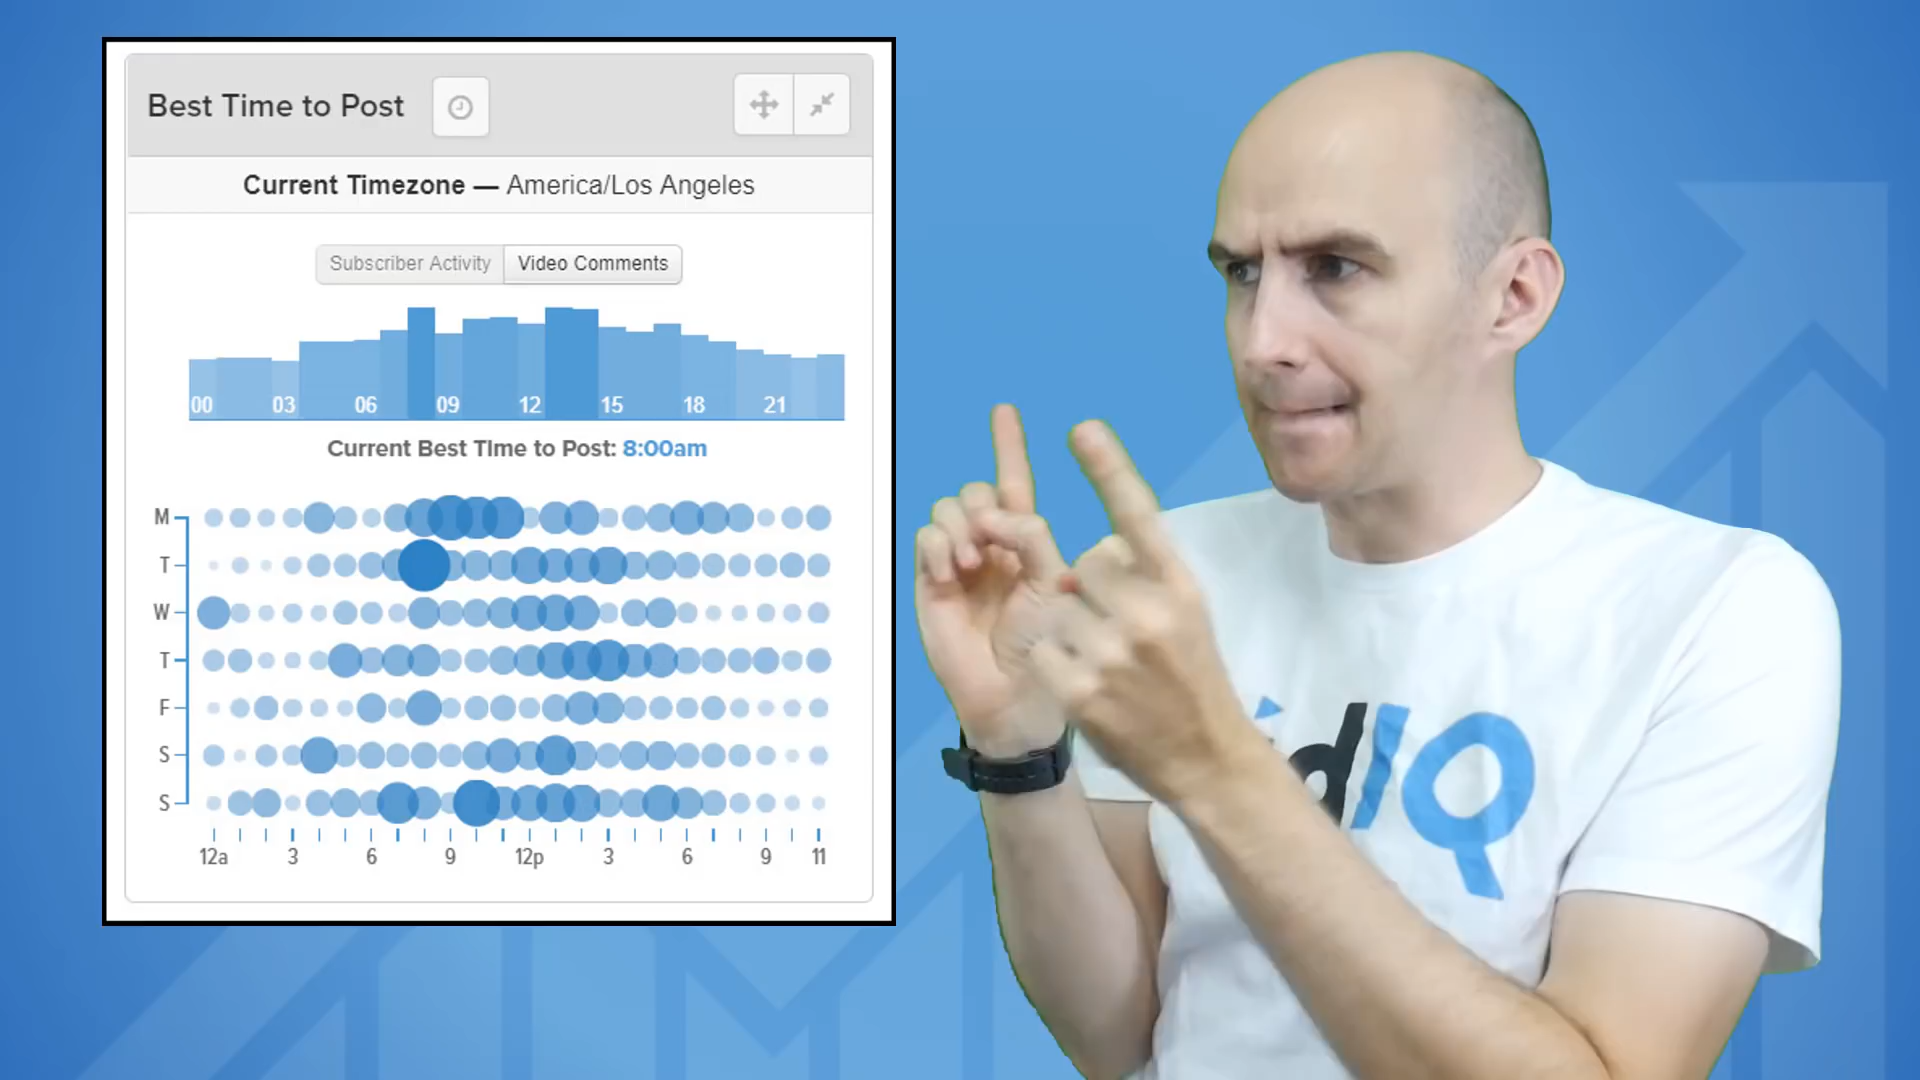 Best Time to Post
Current Timezone — America/Los Angeles
Subscriber Activity Video Comments
00 03 06 09 12 15 18 21
Current Best TIme to Post: 8:00am
M
T
W
T
F
S
S
12a 3 6 9 12p 3 6 9 11
idIQ